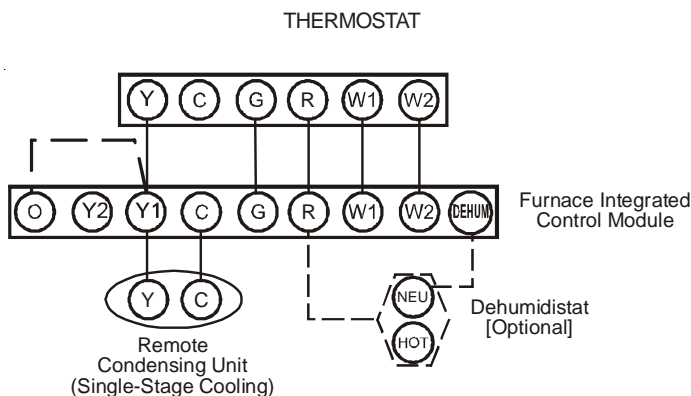 THERMOSTAT
Y C G R W1 W2
O Y2 Y1 C G R W1 W2 DEHUM
Furnace Integrated
Control Module
Y C
NEU
HOT
Dehumidistat
[Optional]
Remote
Condensing Unit
(Single-Stage Cooling)